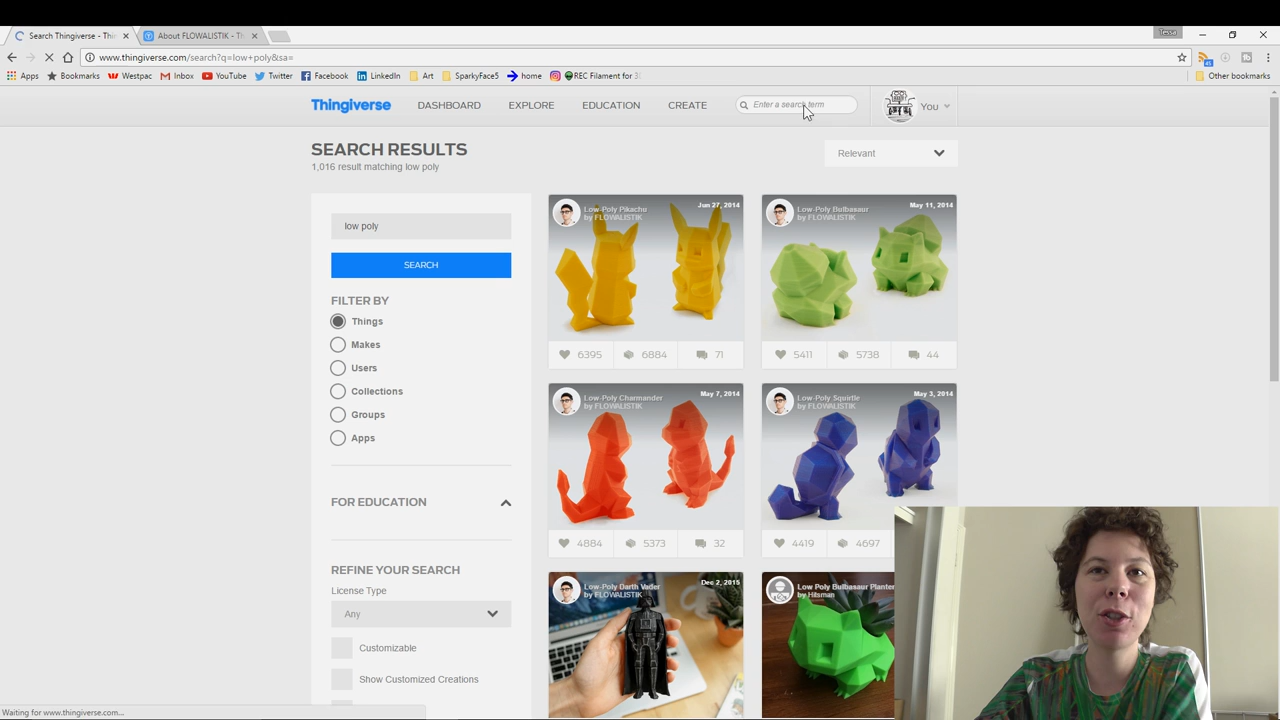 Search Thingiverse - Thi
About FLOWALISTIK - Th
Tessa
www.thingiverse.com/search?q=low+poly&sa=
45
Apps
Bookmarks
Westpac
Inbox
YouTube
Twitter
Facebook
LinkedIn
Art
SparkyFace5
home
REC Filament for 3
Other bookmarks
Thingiverse
DASHBOARD
EXPLORE
EDUCATION
CREATE
Enter a search term
You
SEARCH RESULTS
1,016 result matching low poly
Relevant
low poly
SEARCH
FILTER BY
Things
Makes
Users
Collections
Groups
Apps
FOR EDUCATION
REFINE YOUR SEARCH
License Type
Any
Customizable
Show Customized Creations
Low-Poly Pikachu
by FLOWALISTIK
Jun 27, 2014
6395
6884
71
Low-Poly Bulbasaur
by FLOWALISTIK
May 11, 2014
5411
5738
44
Low-Poly Charmander
by FLOWALISTIK
May 7, 2014
4884
5373
32
Low-Poly Squirtle
by FLOWALISTIK
May 3, 2014
4419
4697
Low-Poly Darth Vader
by FLOWALISTIK
Dec 2, 2015
Low Poly Bulbasaur Planter
by Hitsman
Waiting for www.thingiverse.com...